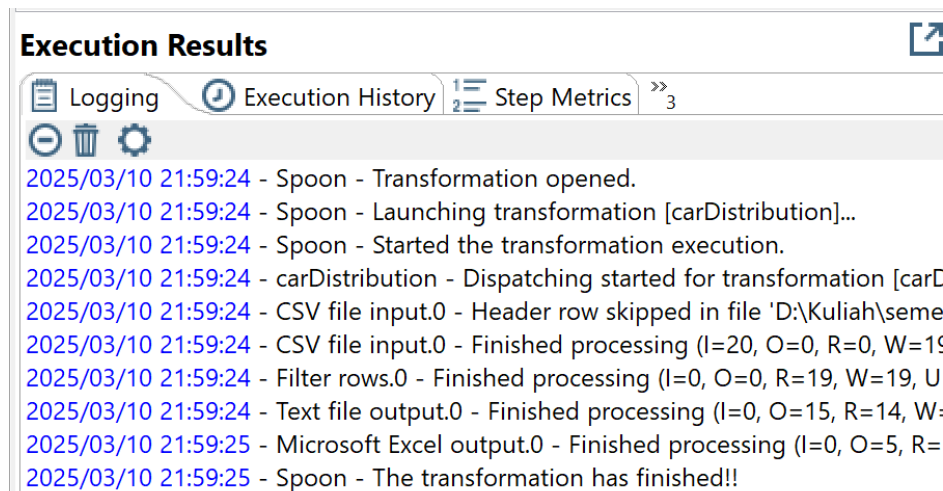 Execution Results
Logging Execution History 1 2 Step Metrics »3
2025/03/10 21:59:24 - Spoon - Transformation opened.
2025/03/10 21:59:24 - Spoon - Launching transformation [carDistribution]...
2025/03/10 21:59:24 - Spoon - Started the transformation execution.
2025/03/10 21:59:24 - carDistribution - Dispatching started for transformation [carD
2025/03/10 21:59:24 - CSV file input.0 - Header row skipped in file 'D:\Kuliah\seme
2025/03/10 21:59:24 - CSV file input.0 - Finished processing (I=20, O=0, R=0, W=19
2025/03/10 21:59:24 - Filter rows.0 - Finished processing (I=0, O=0, R=19, W=19, U
2025/03/10 21:59:24 - Text file output.0 - Finished processing (I=0, O=15, R=14, W=
2025/03/10 21:59:25 - Microsoft Excel output.0 - Finished processing (I=0, O=5, R=
2025/03/10 21:59:25 - Spoon - The transformation has finished!!